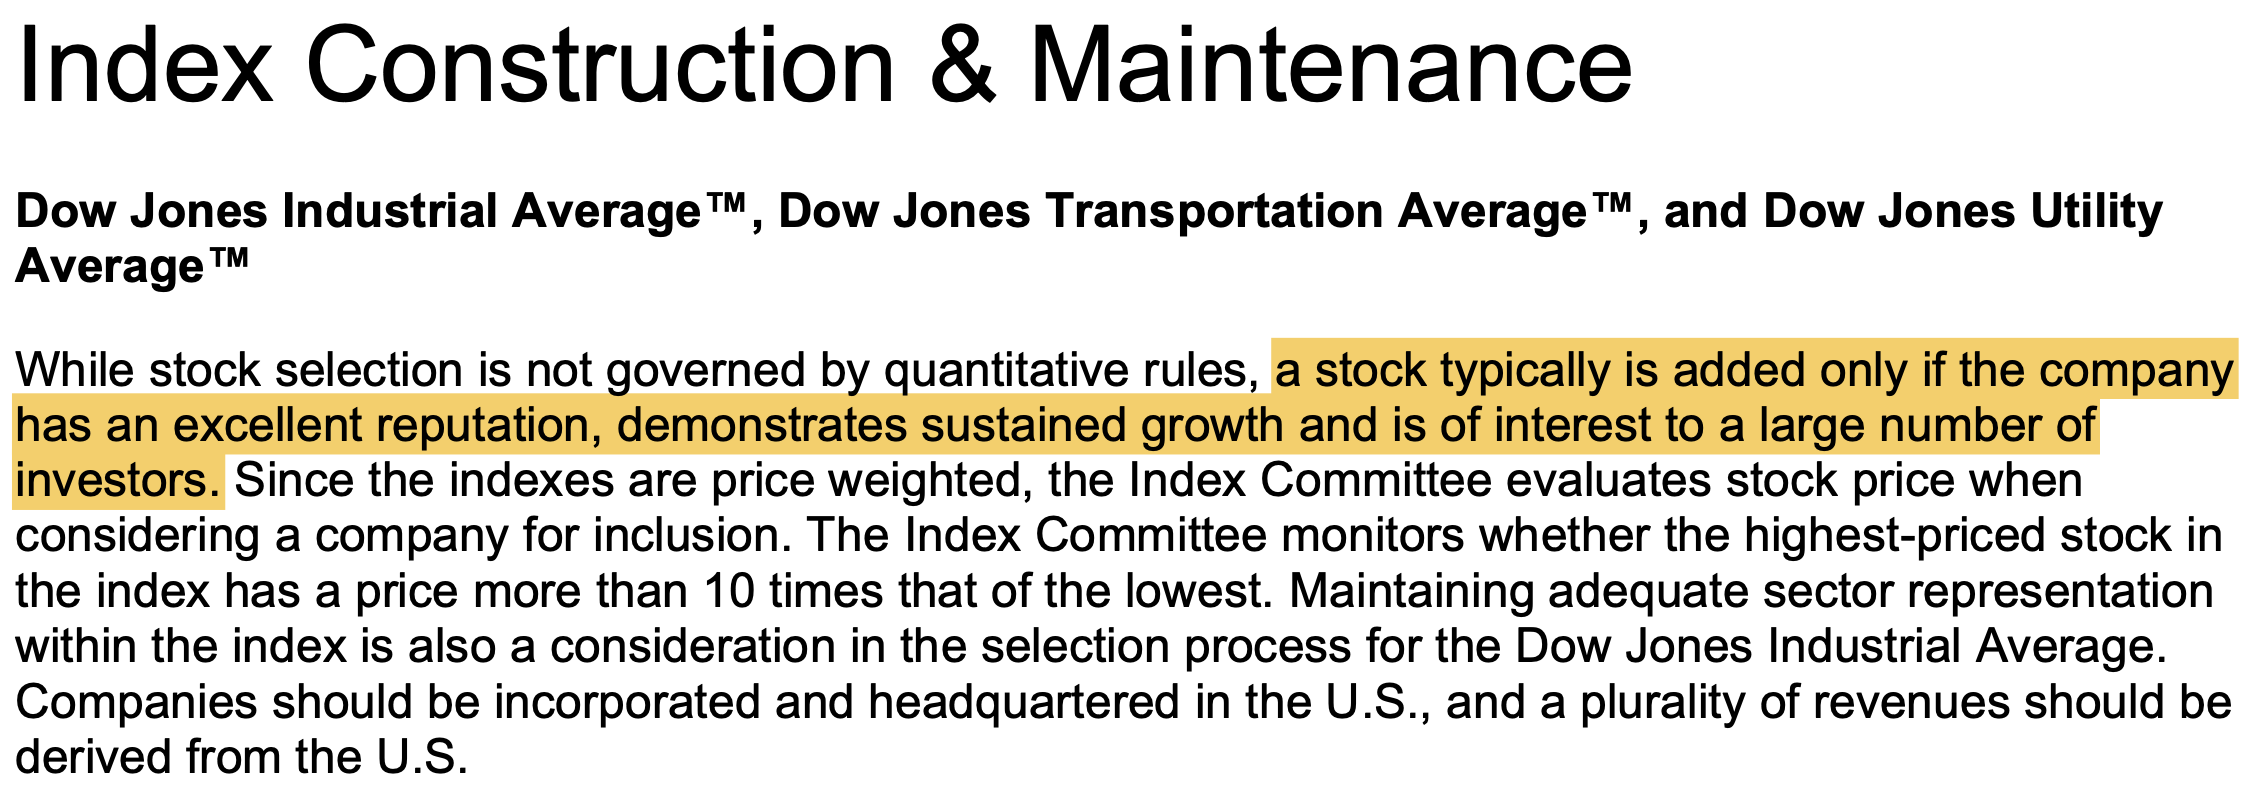 Index Construction & Maintenance
Dow Jones Industrial Average™, Dow Jones Transportation Average™, and Dow Jones Utility
Average™
While stock selection is not governed by quantitative rules, a stock typically is added only if the company
has an excellent reputation, demonstrates sustained growth and is of interest to a large number of
investors. Since the indexes are price weighted, the Index Committee evaluates stock price when
considering a company for inclusion. The Index Committee monitors whether the highest-priced stock in
the index has a price more than 10 times that of the lowest. Maintaining adequate sector representation
within the index is also a consideration in the selection process for the Dow Jones Industrial Average.
Companies should be incorporated and headquartered in the U.S., and a plurality of revenues should be
derived from the U.S.